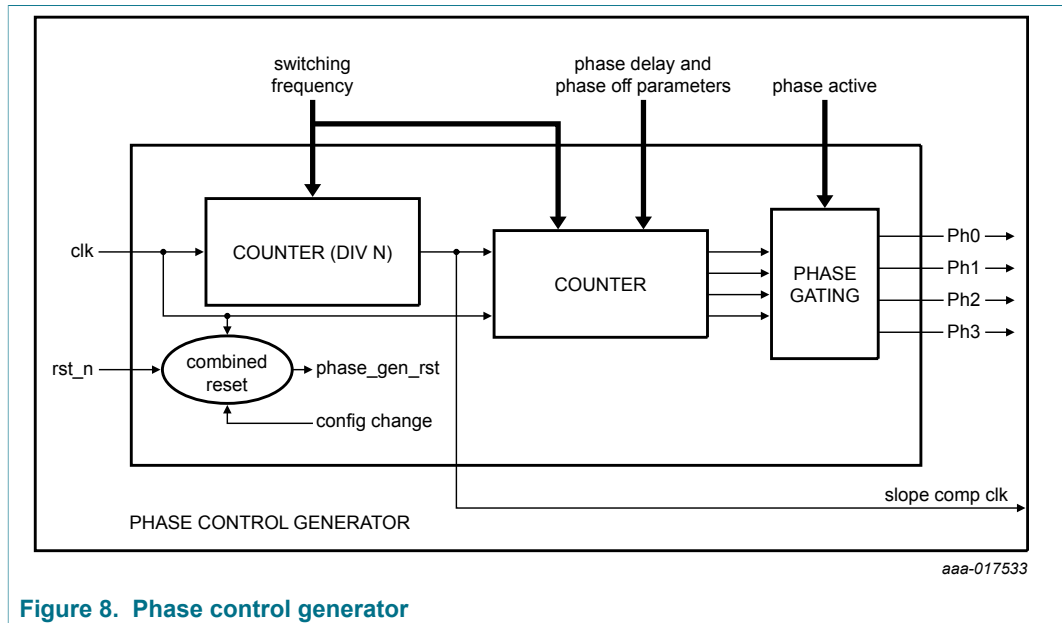 switching
frequency
phase delay and
phase off parameters
phase active
clk
COUNTER (DIV N)
COUNTER
PHASE
GATING
Ph0
Ph1
Ph2
Ph3
rst_n
combined
reset
phase_gen_rst
config change
slope comp clk
PHASE CONTROL GENERATOR
aaa-017533
Figure 8. Phase control generator